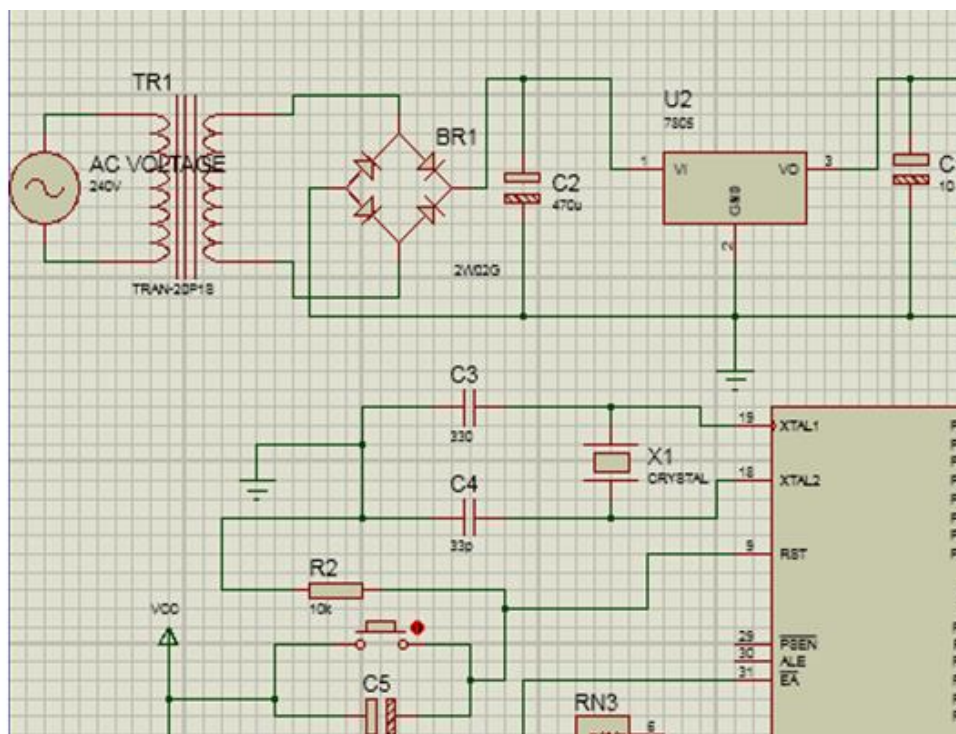 TR1
BR1
U2
7805
AC VOLTAGE
240V
1
VI
VO
3
C
10
C2
470u
GND
2
2W02G
TRAN-2P1S
C3
330
19
XTAL1
X1
CRYSTAL
18
XTAL2
C4
33p
9
RST
R2
10k
VCC
29
PSEN
30
ALE
31
EA
C5
RN3